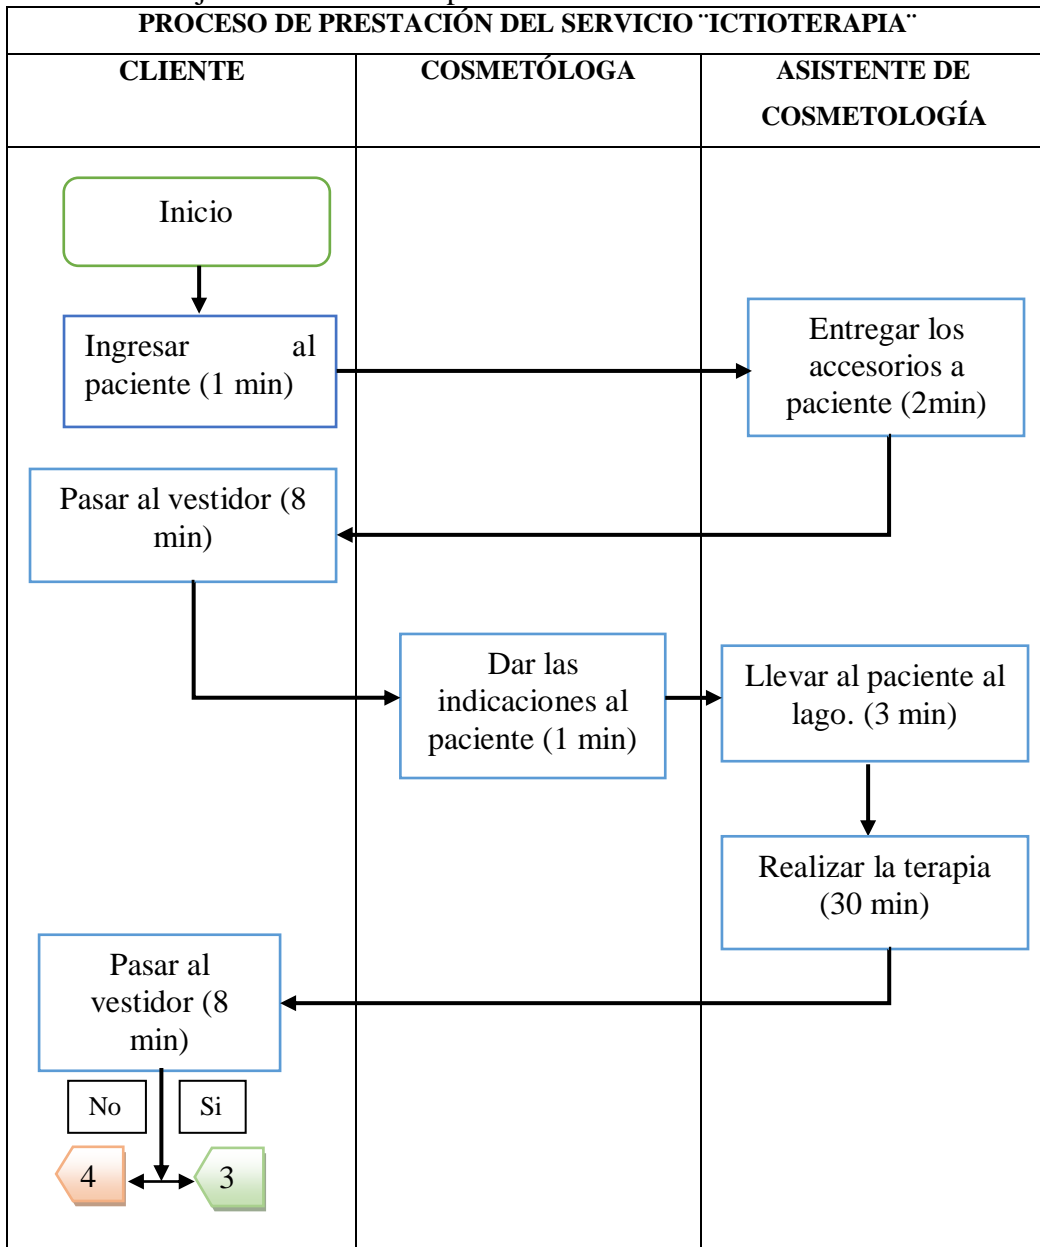 PROCESO DE PRESTACIÓN DEL SERVICIO ¨ICTIOTERAPIA¨
CLIENTE
COSMETÓLOGA
ASISTENTE DE
COSMETOLOGÍA
Inicio
Ingresar al
paciente (1 min)
Entregar los
accesorios a
paciente (2min)
Pasar al vestidor (8
min)
Dar las
indicaciones al
paciente (1 min)
Llevar al paciente al
lago. (3 min)
Realizar la terapia
(30 min)
Pasar al
vestidor (8
min)
No
Si
4
3